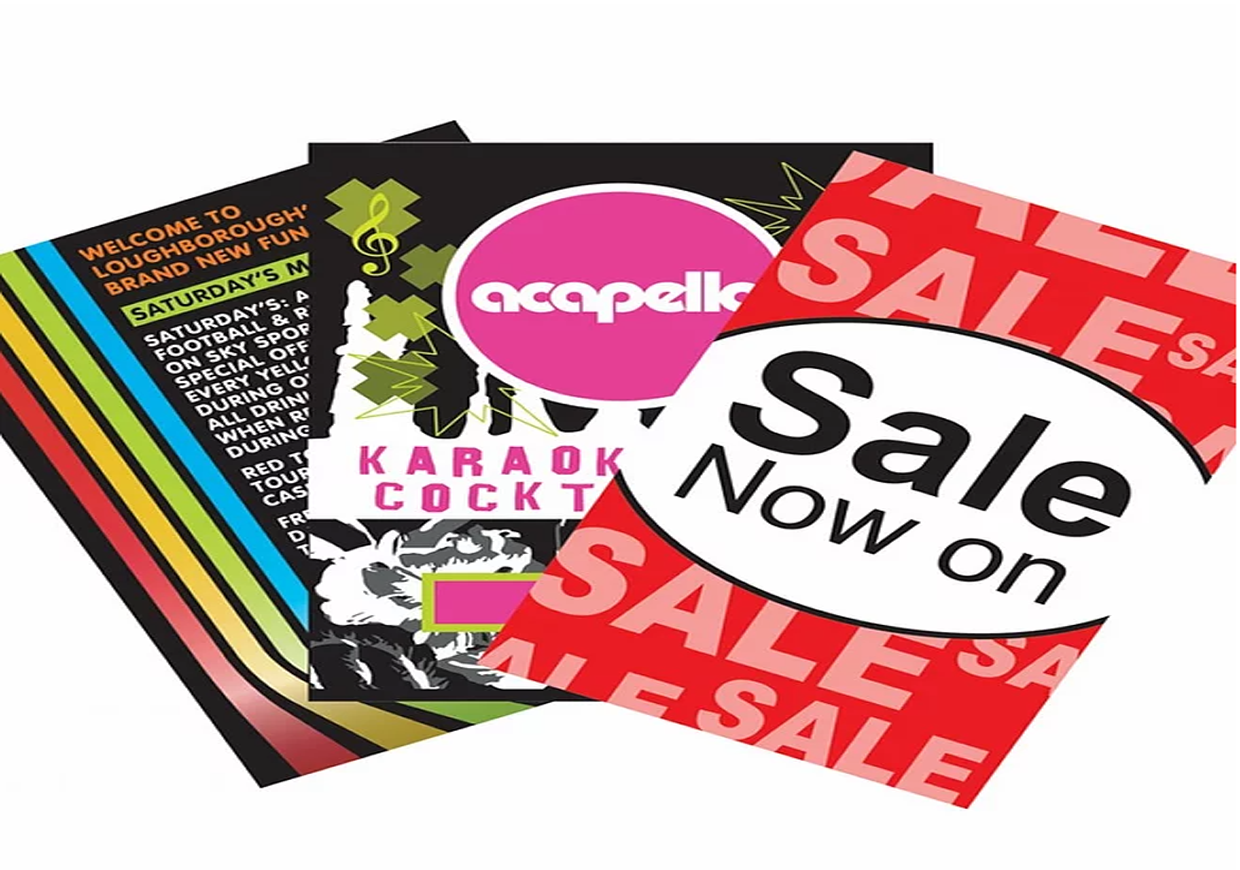 WELCOME TO
LOUGHBOROUGH'
BRAND NEW FUN
SATURDAY'S M
SATURDAY'S: A
FOOTBALL & R
ON SKY SPOR
SPECIAL OFF
EVERY YELL
DURING O
ALL DRIN
WHEN RE
DURING
RED T
TOUR
CAS
FR
D
T
acapella
KARAOK
COCKT
SALE
SALE SA
Sale
Now on
SALE SA
ALE SALE